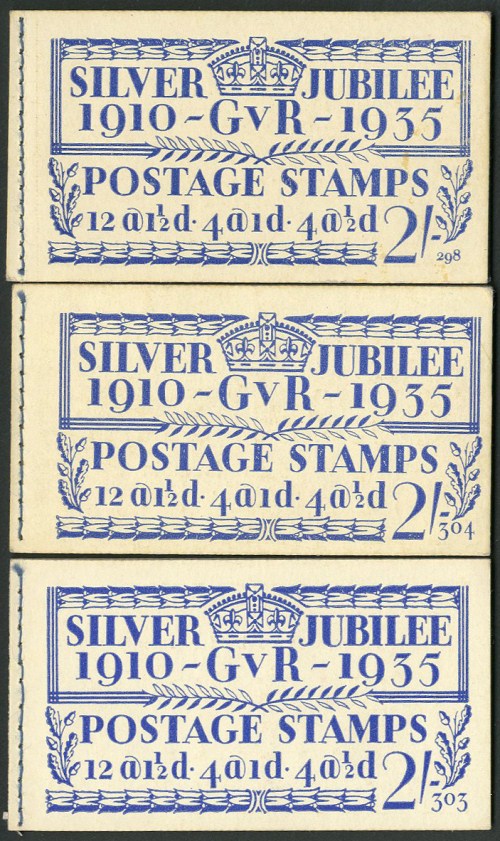 SILVER JUBILEE
1910 - GvR - 1935
POSTAGE STAMPS
12 @ 1½d · 4 @ 1d · 4 @ ½d 2/-
298
SILVER JUBILEE
1910 - GvR - 1935
POSTAGE STAMPS
12 @ 1½d · 4 @ 1d · 4 @ ½d 2/-
304
SILVER JUBILEE
1910 - GvR - 1935
POSTAGE STAMPS
12 @ 1½d · 4 @ 1d · 4 @ ½d 2/-
303